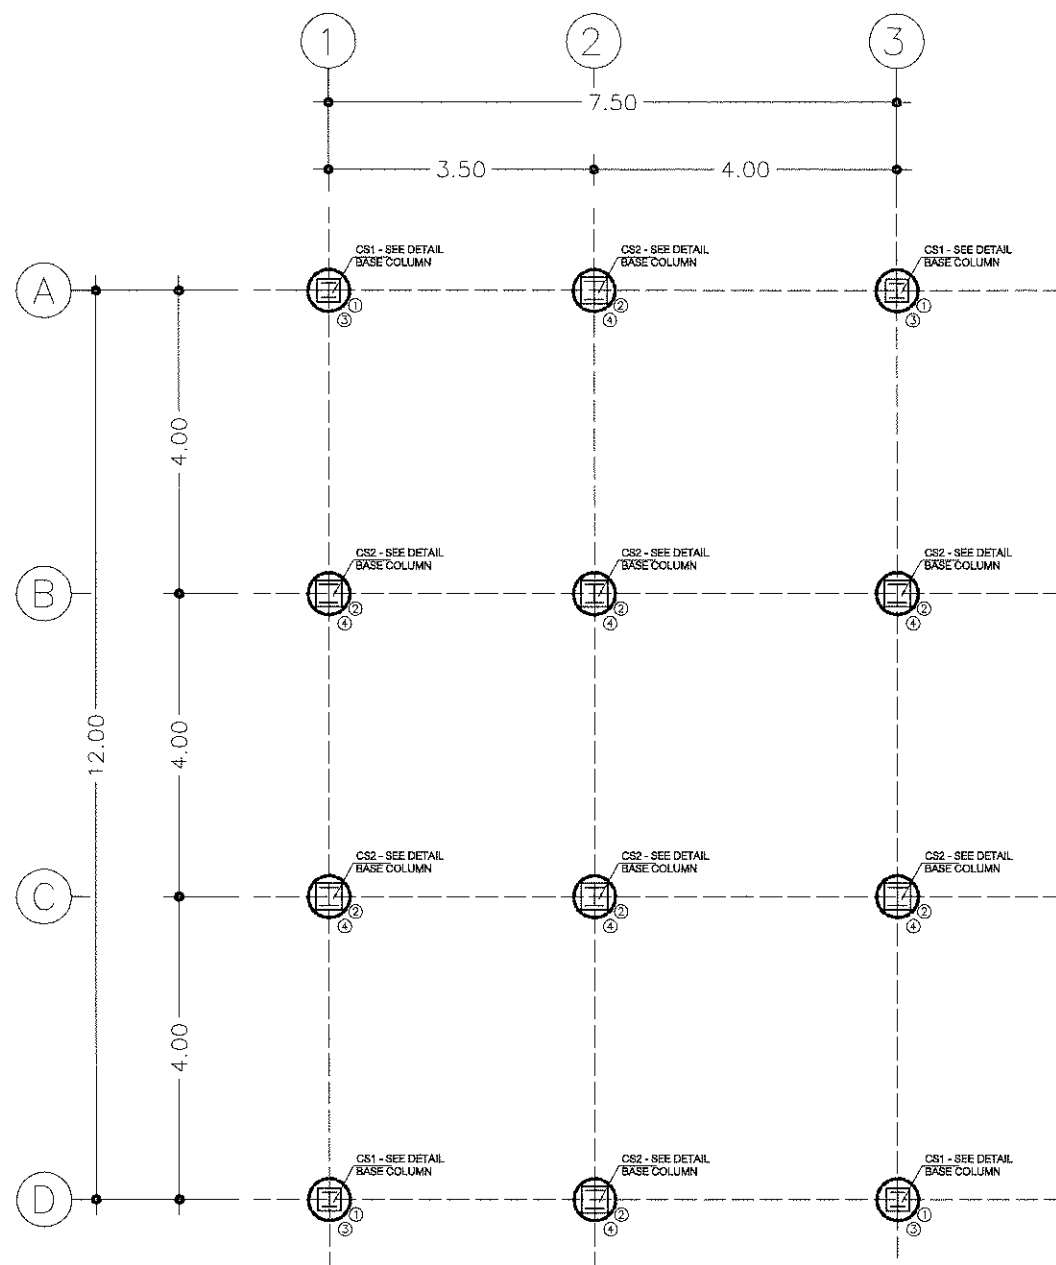 1
2
3
7.50
3.50
4.00
CS1 - SEE DETAIL
BASE COLUMN
CS2 - SEE DETAIL
BASE COLUMN
CS1 - SEE DETAIL
BASE COLUMN
A
1
3
2
4
1
3
4.00
CS2 - SEE DETAIL
BASE COLUMN
CS2 - SEE DETAIL
BASE COLUMN
CS2 - SEE DETAIL
BASE COLUMN
B
2
4
2
4
2
4
12.00
4.00
CS2 - SEE DETAIL
BASE COLUMN
CS2 - SEE DETAIL
BASE COLUMN
CS2 - SEE DETAIL
BASE COLUMN
C
2
4
2
4
2
4
4.00
CS1 - SEE DETAIL
BASE COLUMN
CS2 - SEE DETAIL
BASE COLUMN
CS1 - SEE DETAIL
BASE COLUMN
D
1
3
2
4
1
3